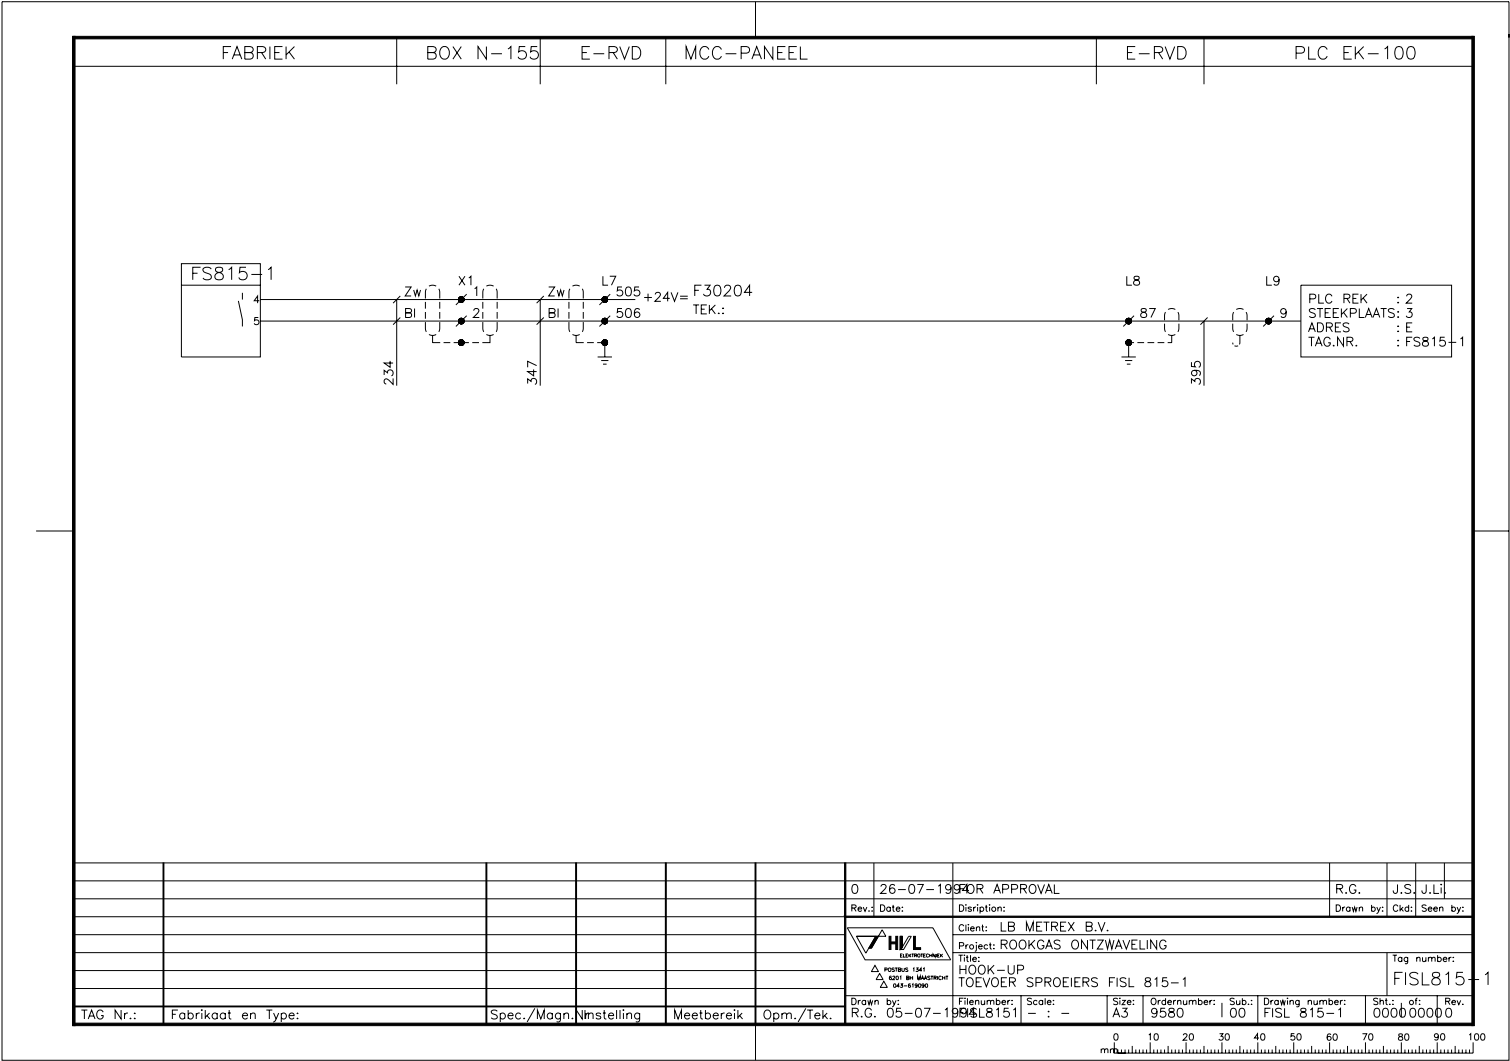 FABRIEK BOX N-155 E-RVD MCC-PANEEL E-RVD PLC EK-100
FS815-1
4
5
Zw X1 1
Bl 2
234
Zw L7 505 +24V= F30204
Bl 506 TEK.:
347
L8
87
395
L9
9
PLC REK : 2
STEEKPLAATS: 3
ADRES : E
TAG.NR. : FS815-1
0 26-07-1994 FOR APPROVAL R.G. J.S. J.Li.
Rev.: Date: Disription: Drawn by: Ckd: Seen by:
HVL
ELEKTROTECHNIEK
POSTBUS 1341
6201 BH MAASTRICHT
043-619090
Client: LB METREX B.V.
Project: ROOKGAS ONTZWAVELING
Title:
HOOK-UP
TOEVOER SPROEIERS FISL 815-1
Tag number:
FISL815-1
Drawn by: Filenumber: Scale: Size: Ordernumber: Sub.: Drawing number: Sht.: of: Rev.
R.G. 05-07-1994 FISL8151 - : - A3 9580 00 FISL 815-1 0000 0000 0
TAG Nr.: Fabrikaat en Type: Spec./Magn.Nr. Instelling Meetbereik Opm./Tek.
mm 0 10 20 30 40 50 60 70 80 90 100